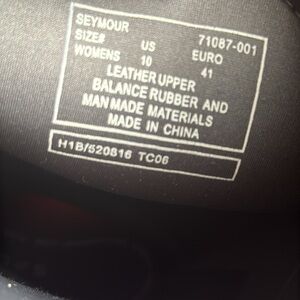 SEYMOUR 71087-001
SIZE# US EURO
WOMENS 10 41
LEATHER UPPER
BALANCE RUBBER AND
MAN MADE MATERIALS
MADE IN CHINA
H1B/520816 TC06